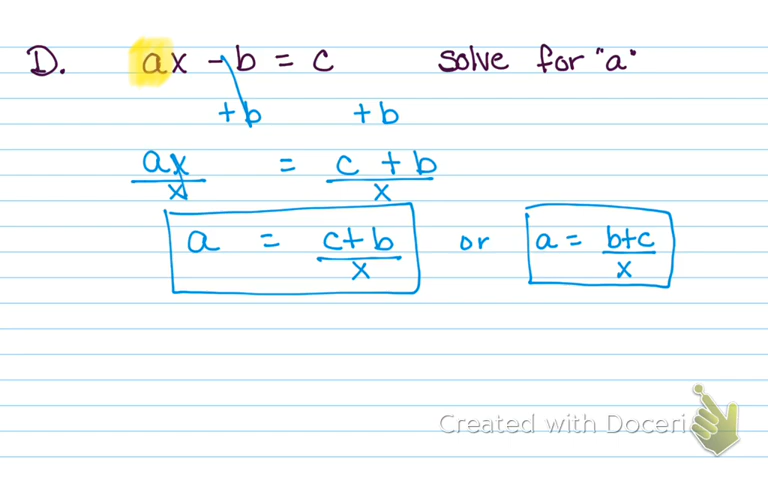 D. ax - b = c solve for "a"
+b +b
ax/x = c + b/x
a = c+b/x or a = b+c/x
Created with Doceri